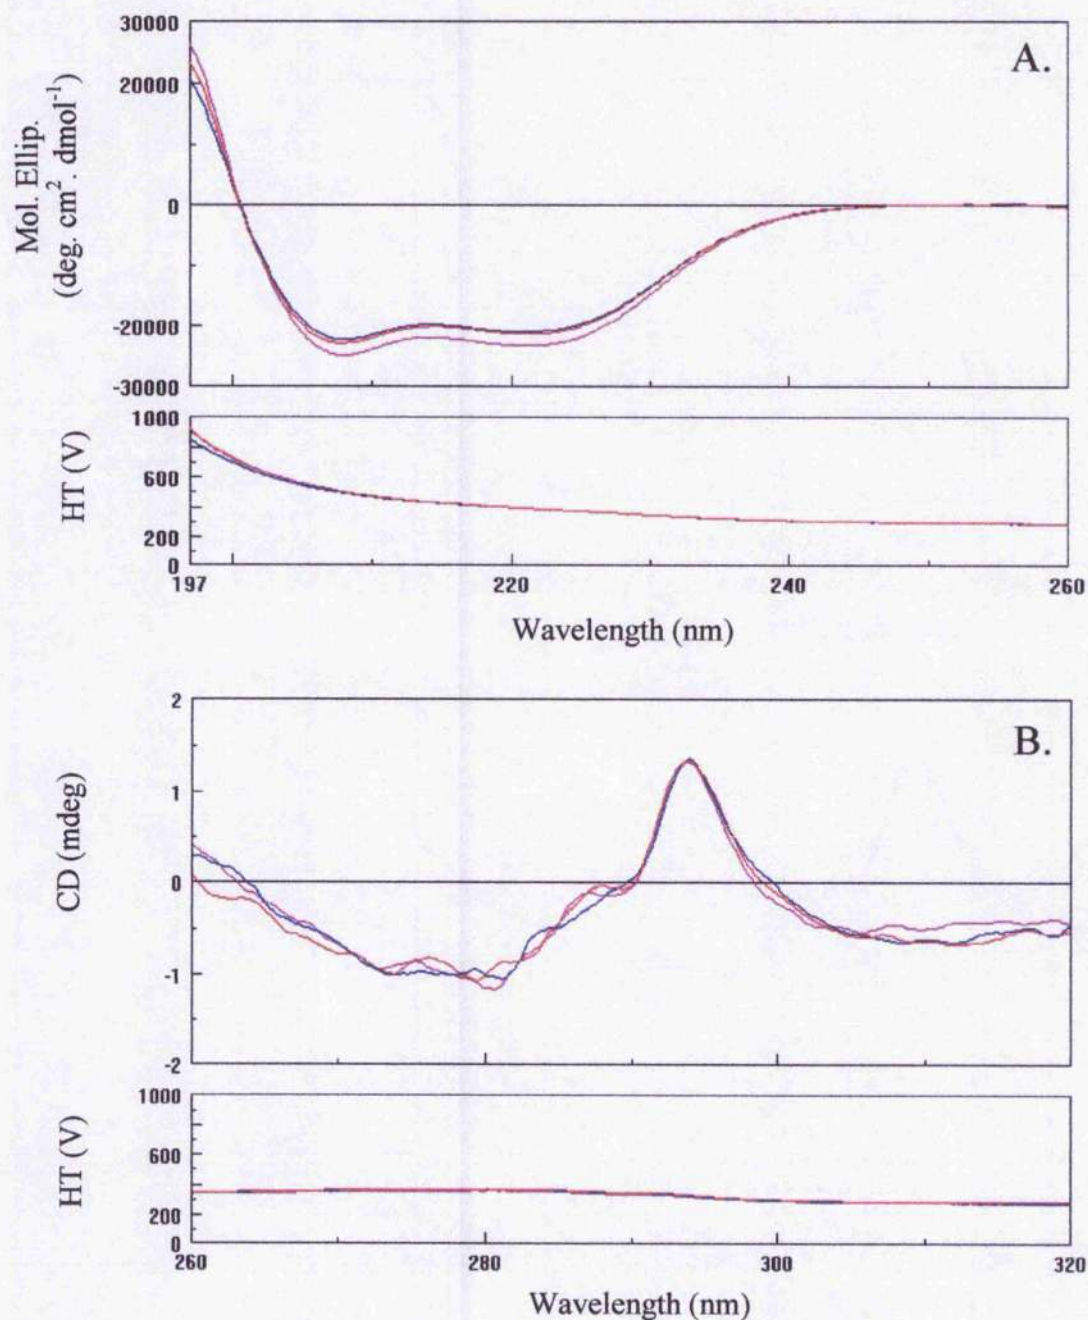 A.
Mol. Ellip.
(deg. cm². dmol⁻¹)
30000
20000
0
-20000
-30000
HT (V)
1000
600
200
0
197
220
240
260
Wavelength (nm)
B.
CD (mdeg)
2
1
0
-1
-2
HT (V)
1000
600
200
0
260
280
300
320
Wavelength (nm)